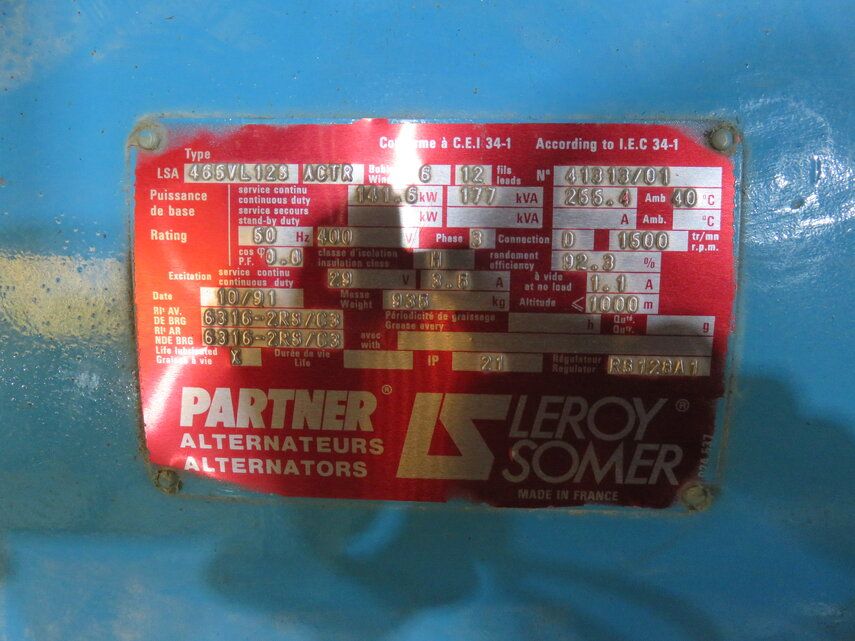 Conforme à C.E.I 34-1 According to I.E.C 34-1
Type
LSA 465VL12S ACTR 6 12 fils leads N° 41313/01
Puissance de base service continu continuous duty 141.6 kW 177 kVA 255.4 Amb 40 °C
service secours stand-by duty kW kVA A Amb. °C
Rating 50 Hz 400 V Phase 3 Connection D 1500 tr/mn r.p.m.
cos φ P.F. 0.0 classe d'isolation insulation class H rendement efficiency 92.3 %
Excitation service continu continuous duty 29 V 3.5 A à vide at no load 1.1 A
Date 10/91 Masse Weight 935 kg Altitude ≤ 1000 m
Rlt AV. DE BRG 6316-2RS/C3 Périodicité de graissage Grease every h Qu^té. Qu^ty. g
Rlt AR NDE BRG 6316-2RS/C3 avec with
Life lubricated Graissé à vie X Durée de vie Life IP 21 Régulateur Regulator
PARTNER ® LEROY ®
ALTERNATEURS SOMER
ALTERNATORS
MADE IN FRANCE